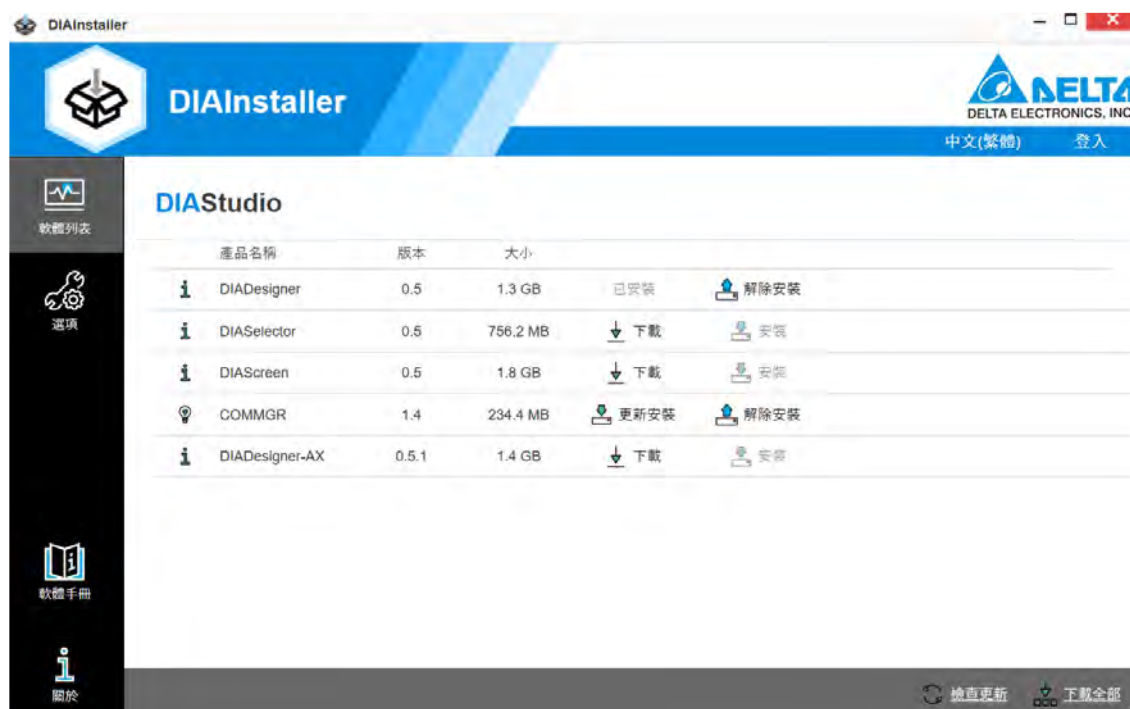 DIAInstaller
DIAInstaller
DELTA
DELTA ELECTRONICS, INC
中文(繁體) 登入
軟體列表
選項
軟體手冊
關於
DIAStudio
產品名稱 版本 大小
DIADesigner 0.5 1.3 GB 已安裝 解除安裝
DIASelector 0.5 756.2 MB 下載 安裝
DIAScreen 0.5 1.8 GB 下載 安裝
COMMGR 1.4 234.4 MB 更新安裝 解除安裝
DIADesigner-AX 0.5.1 1.4 GB 下載 安裝
檢查更新 下載全部